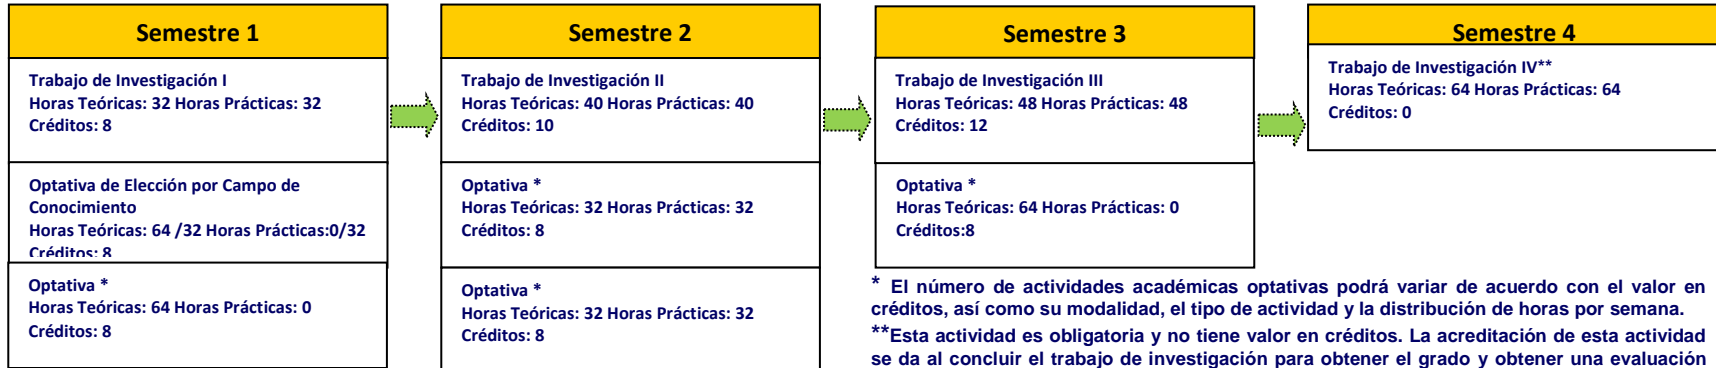 Semestre 1
Trabajo de Investigación I
Horas Teóricas: 32 Horas Prácticas: 32
Créditos: 8
Optativa de Elección por Campo de
Conocimiento
Horas Teóricas: 64 /32 Horas Prácticas:0/32
Créditos: 8
Optativa *
Horas Teóricas: 64 Horas Prácticas: 0
Créditos: 8
Semestre 2
Trabajo de Investigación II
Horas Teóricas: 40 Horas Prácticas: 40
Créditos: 10
Optativa *
Horas Teóricas: 32 Horas Prácticas: 32
Créditos: 8
Optativa *
Horas Teóricas: 32 Horas Prácticas: 32
Créditos: 8
Semestre 3
Trabajo de Investigación III
Horas Teóricas: 48 Horas Prácticas: 48
Créditos: 12
Optativa *
Horas Teóricas: 64 Horas Prácticas: 0
Créditos:8
Semestre 4
Trabajo de Investigación IV**
Horas Teóricas: 64 Horas Prácticas: 64
Créditos: 0
* El número de actividades académicas optativas podrá variar de acuerdo con el valor en
créditos, así como su modalidad, el tipo de actividad y la distribución de horas por semana.
**Esta actividad es obligatoria y no tiene valor en créditos. La acreditación de esta actividad
se da al concluir el trabajo de investigación para obtener el grado y obtener una evaluación